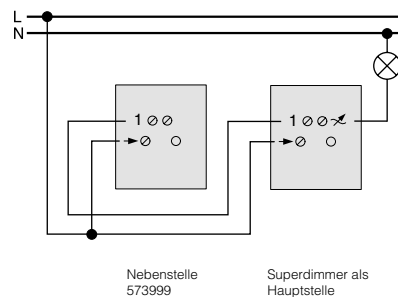 L
N
1
1
Nebenstelle
573999
Superdimmer als
Hauptstelle